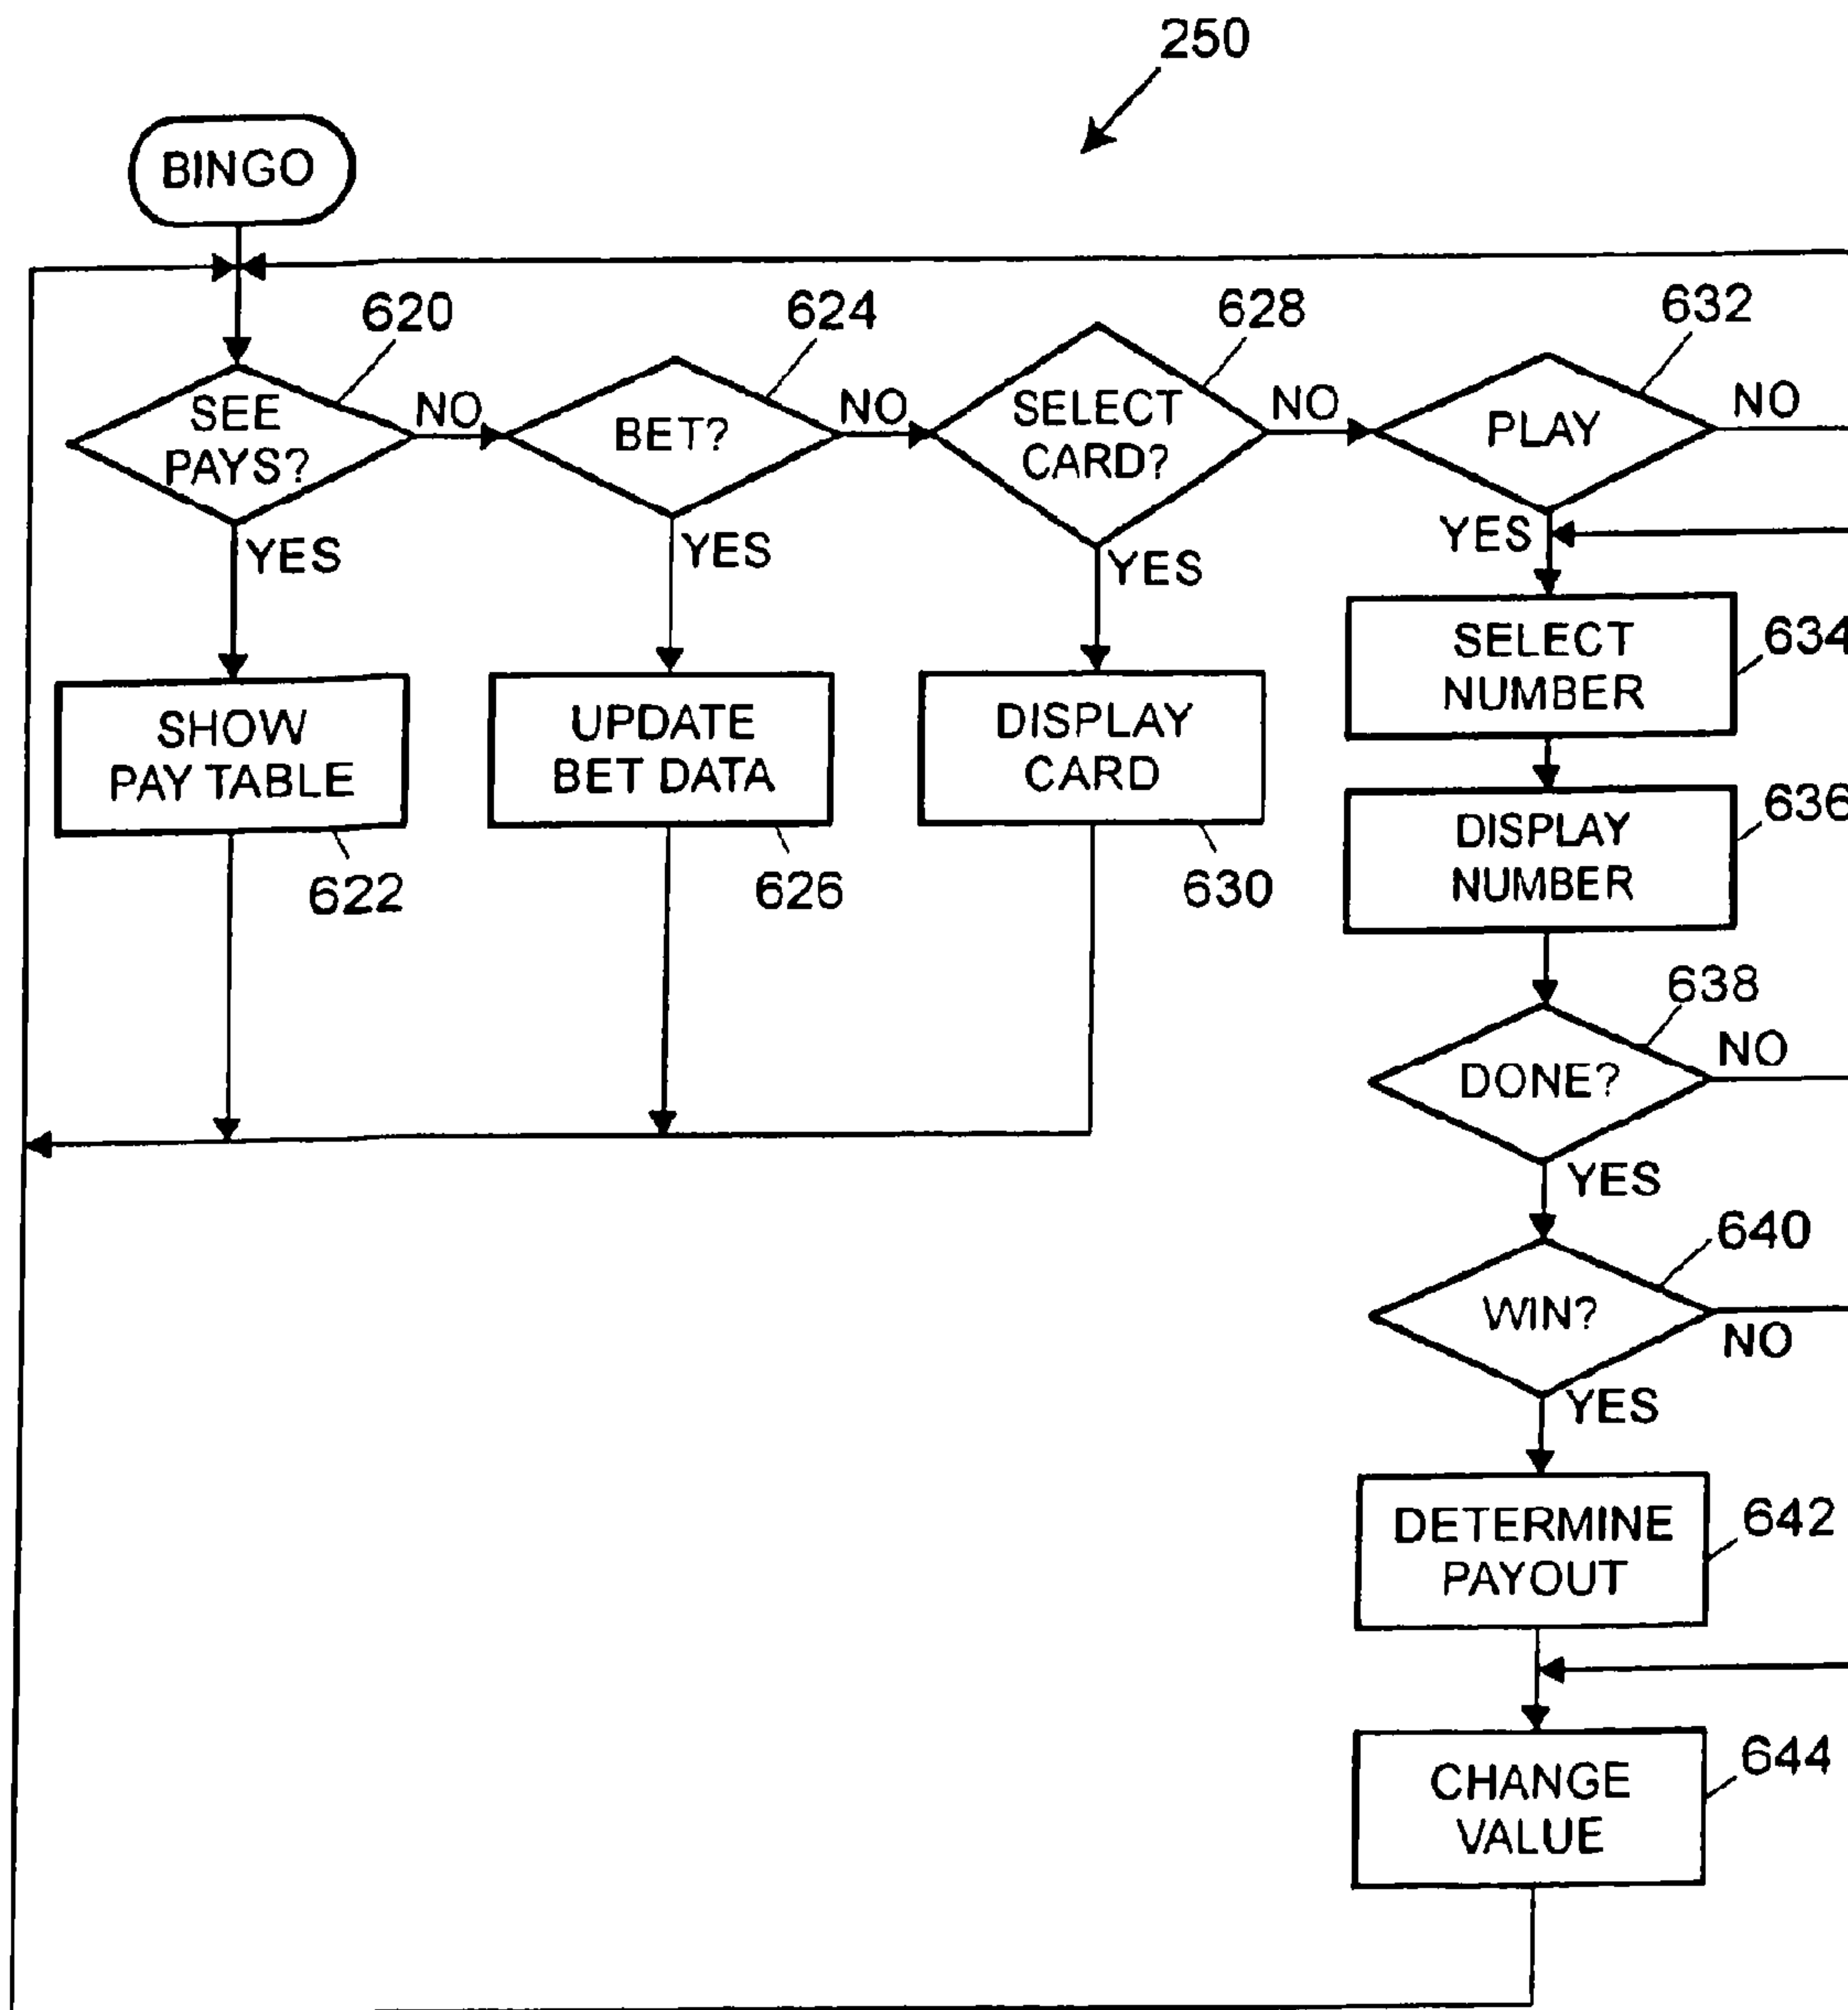 250
BINGO
620
624
628
632
SEE
PAYS?
NO
BET?
NO
SELECT
CARD?
NO
PLAY
NO
YES
YES
YES
YES
SHOW
PAY TABLE
622
UPDATE
BET DATA
626
DISPLAY
CARD
630
SELECT
NUMBER
634
DISPLAY
NUMBER
636
638
DONE?
NO
YES
640
WIN?
NO
YES
DETERMINE
PAYOUT
642
CHANGE
VALUE
644